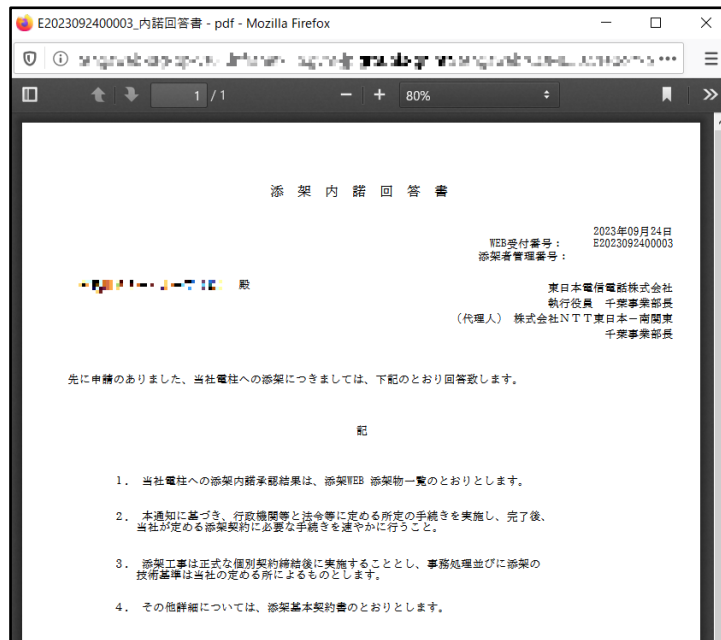 E2023092400003_内諾回答書 - pdf - Mozilla Firefox
1 / 1
80%
添 架 内 諾 回 答 書
2023年09月24日
WEB受付番号： E2023092400003
添架者管理番号：
殿
東日本電信電話株式会社
執行役員 千葉事業部長
（代理人） 株式会社ＮＴＴ東日本－南関東
千葉事業部長
先に申請のありました、当社電柱への添架につきましては、下記のとおり回答致します。
記
１． 当社電柱への添架内諾承認結果は、添架WEB 添架物一覧のとおりとします。
２． 本通知に基づき、行政機関等と法令等に定める所定の手続きを実施し、完了後、
当社が定める添架契約に必要な手続きを速やかに行うこと。
３． 添架工事は正式な個別契約締結後に実施することとし、事務処理並びに添架の
技術基準は当社の定める所によるものとします。
４． その他詳細については、添架基本契約書のとおりとします。